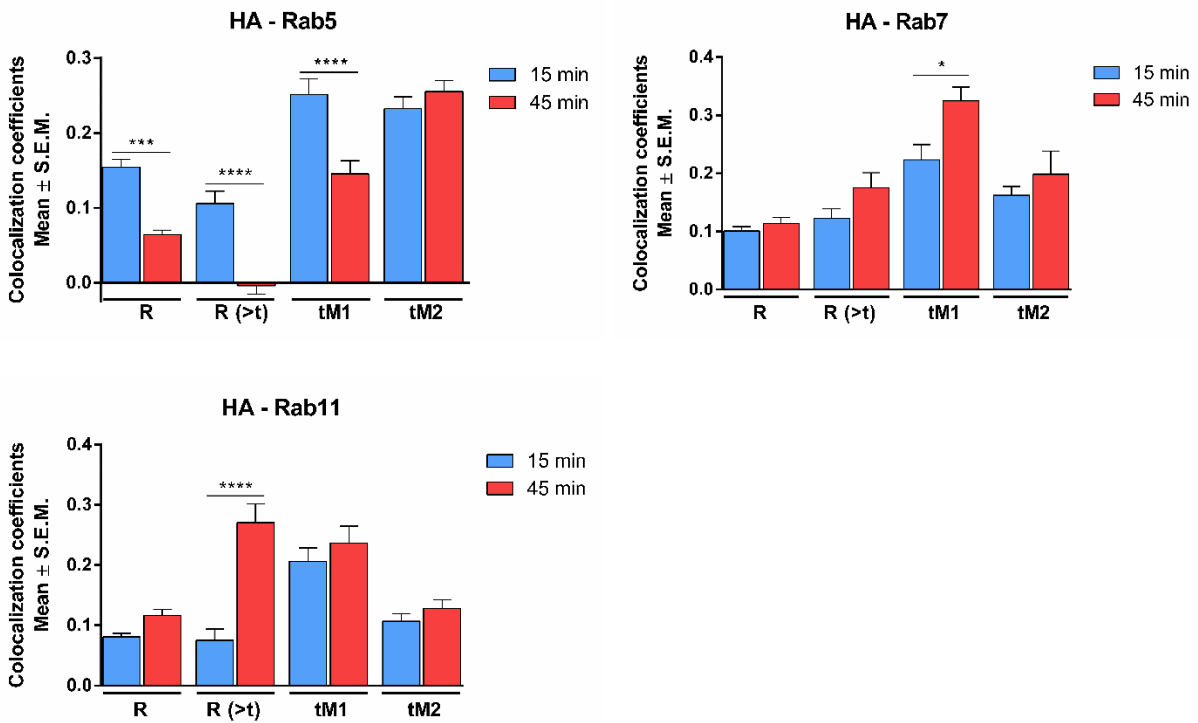 HA - Rab5
Colocalization coefficients
Mean ± S.E.M.
0.3
0.2
0.1
0.0
***
****
****
15 min
45 min
R
R (>t)
tM1
tM2
HA - Rab7
Colocalization coefficients
Mean ± S.E.M.
0.4
0.3
0.2
0.1
0.0
*
15 min
45 min
R
R (>t)
tM1
tM2
HA - Rab11
Colocalization coefficients
Mean ± S.E.M.
0.4
0.3
0.2
0.1
0.0
****
15 min
45 min
R
R (>t)
tM1
tM2